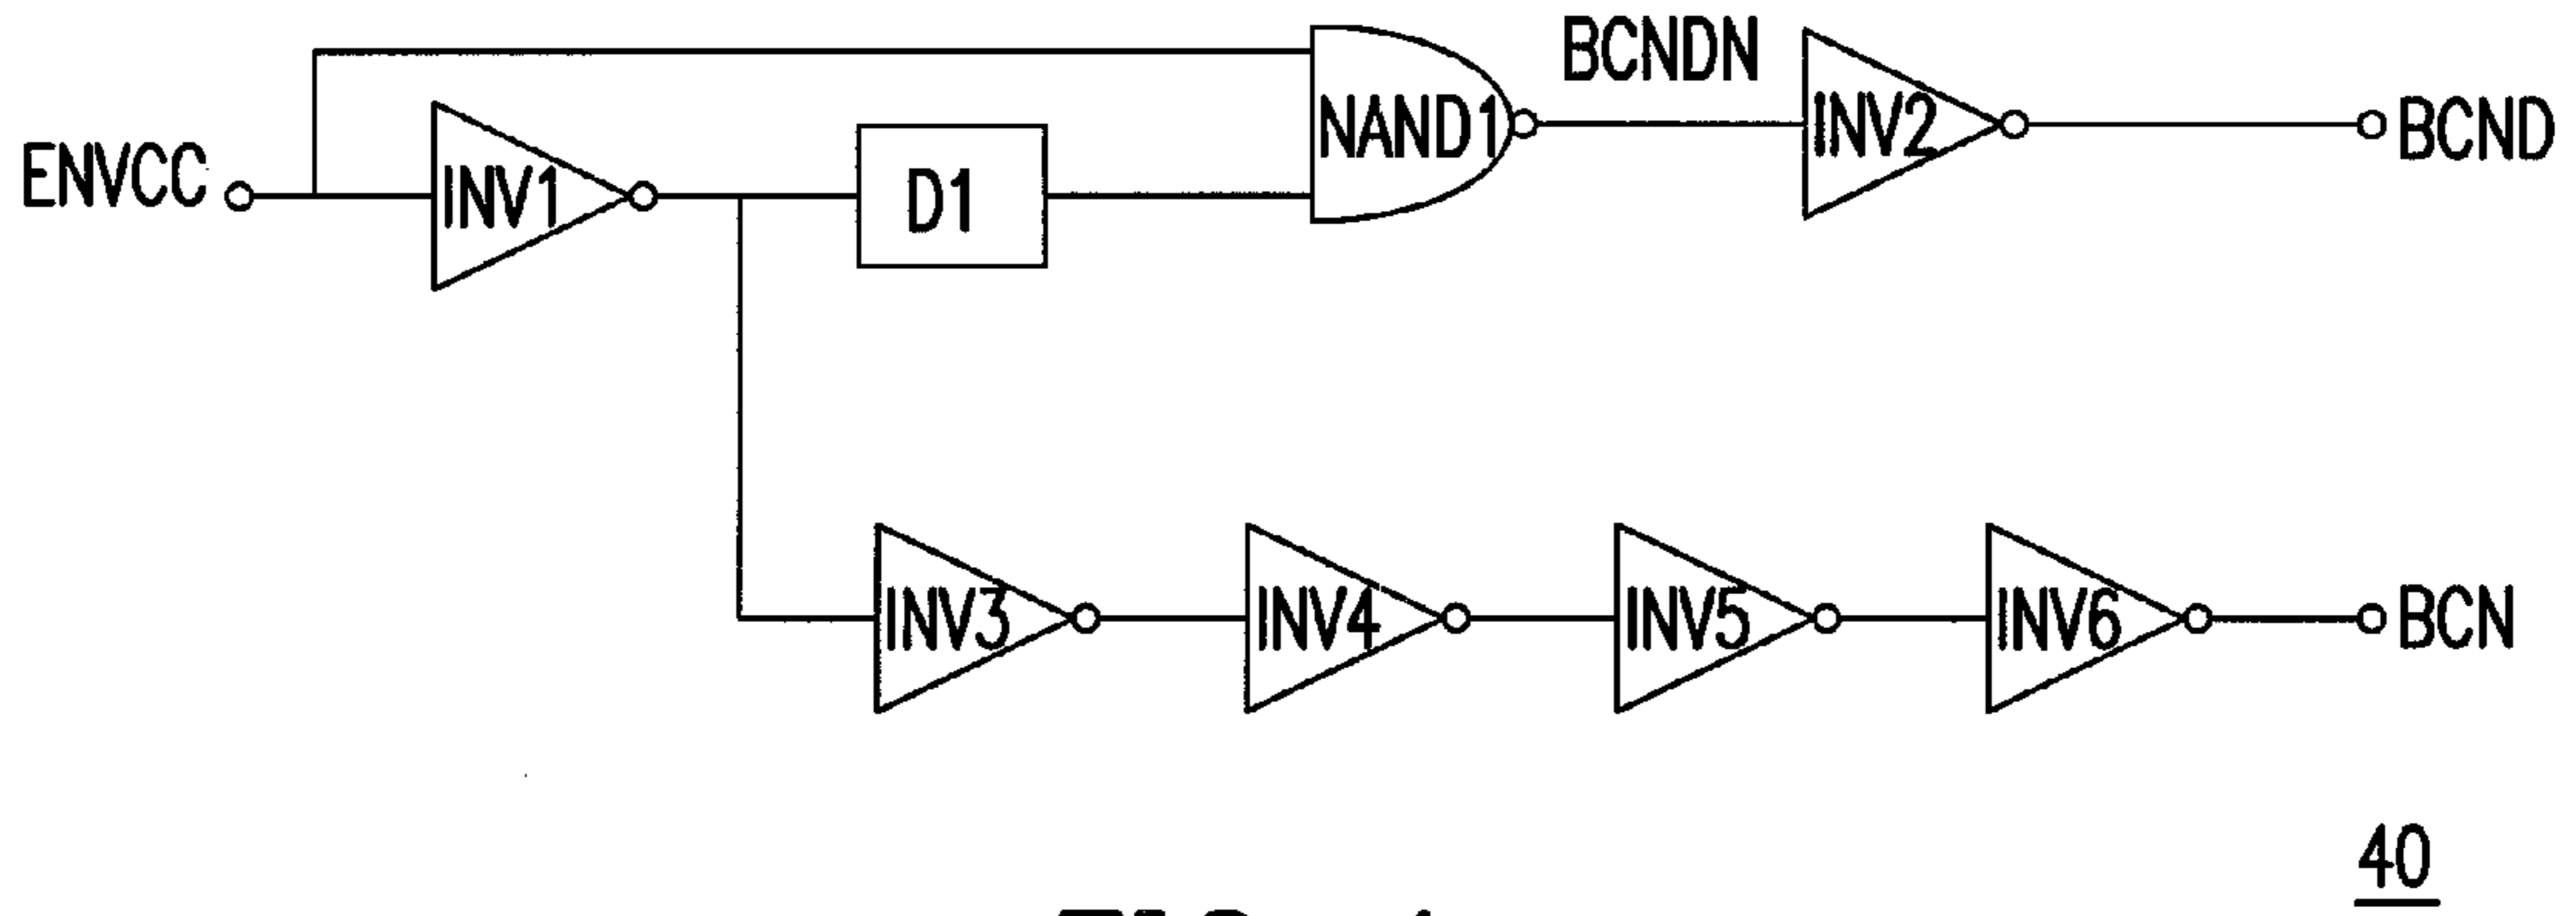 BCNDN
ENVCC
INV1
D1
NAND1
INV2
BCND
INV3
INV4
INV5
INV6
BCN
40